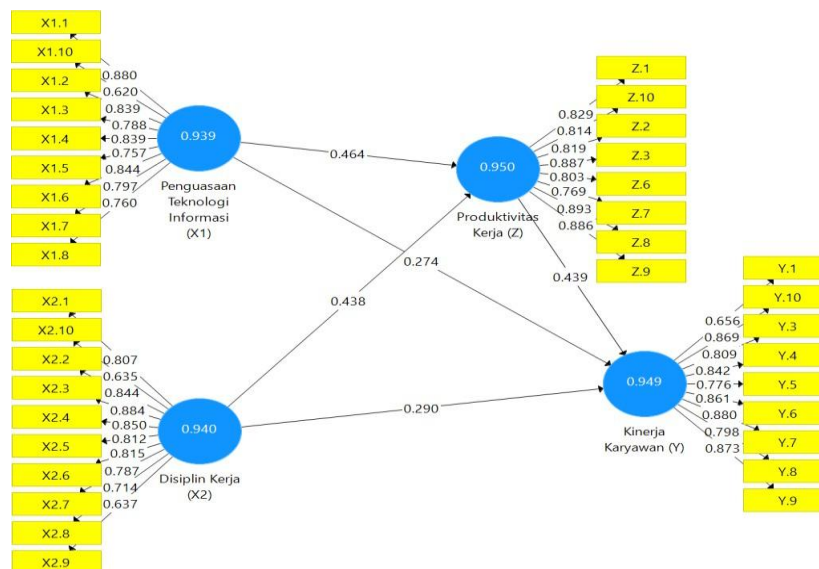 X1.1
X1.10
X1.2
X1.3
X1.4
X1.5
X1.6
X1.7
X1.8
0.880
0.620
0.839
0.788
0.839
0.757
0.844
0.797
0.760
0.939
Penguasaan
Teknologi
Informasi
(X1)
X2.1
X2.10
X2.2
X2.3
X2.4
X2.5
X2.6
X2.7
X2.8
X2.9
0.807
0.635
0.844
0.884
0.850
0.812
0.815
0.787
0.714
0.637
0.940
Disiplin Kerja
(X2)
0.464
0.274
0.438
0.290
0.439
0.950
Produktivitas
Kerja (Z)
0.829
0.814
0.819
0.887
0.803
0.769
0.893
0.886
Z.1
Z.10
Z.2
Z.3
Z.6
Z.7
Z.8
Z.9
0.949
Kinerja
Karyawan (Y)
0.656
0.869
0.809
0.842
0.776
0.861
0.880
0.798
0.873
Y.1
Y.10
Y.3
Y.4
Y.5
Y.6
Y.7
Y.8
Y.9